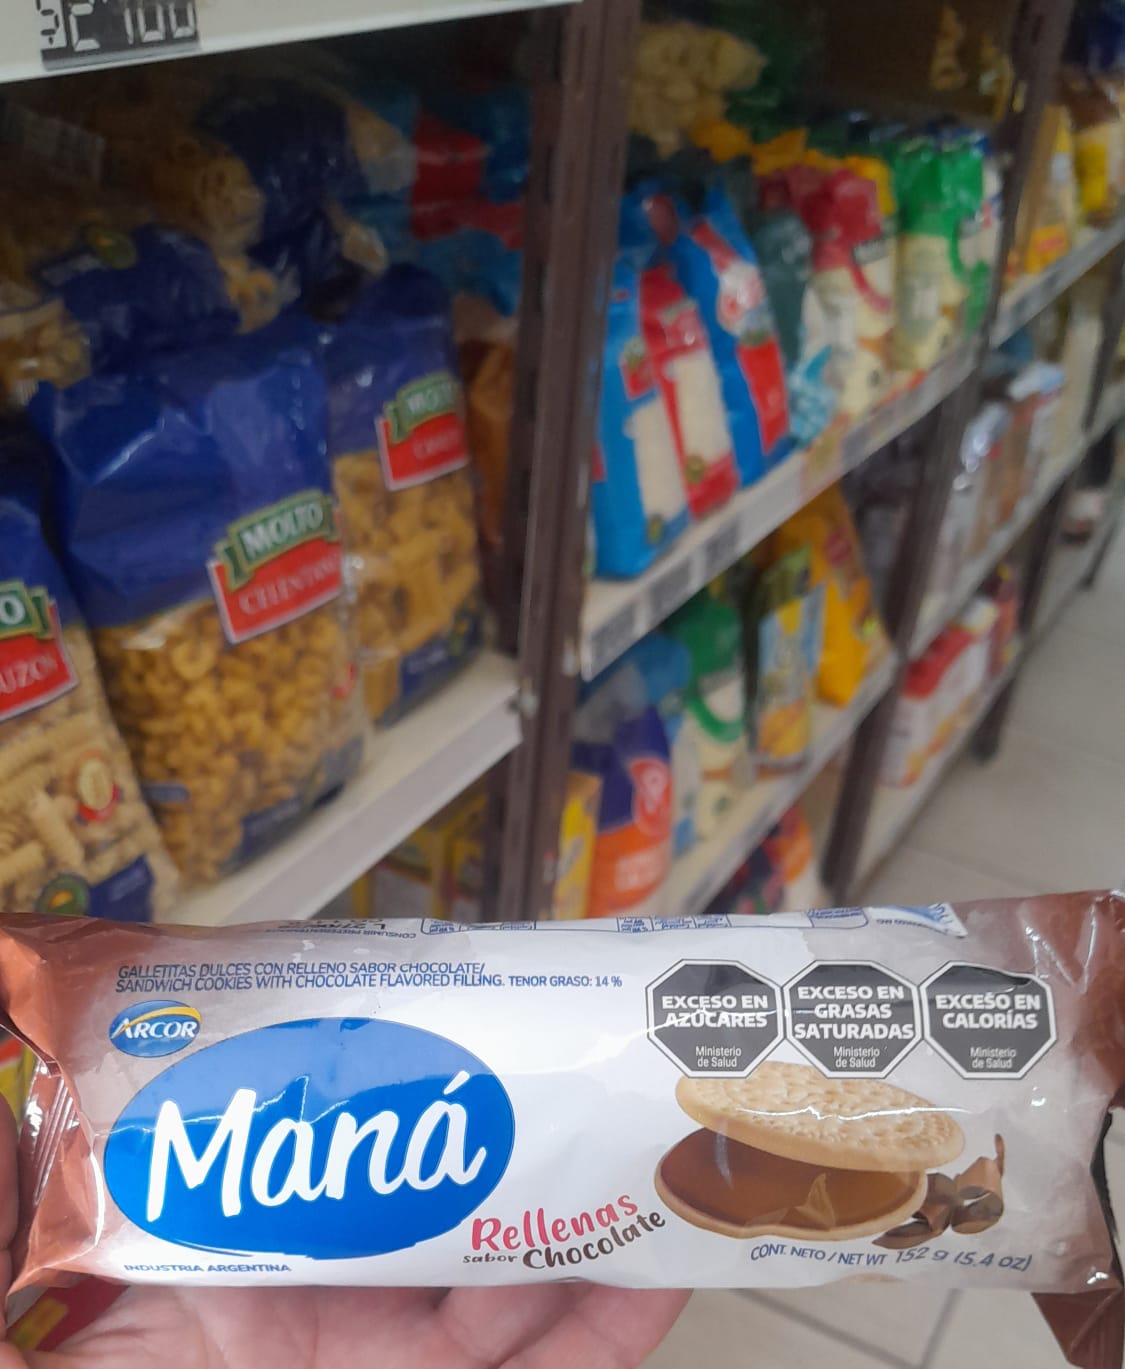 MOLTO
CELENTANO
GALLETITAS DULCES CON RELLENO SABOR CHOCOLATE/
SANDWICH COOKIES WITH CHOCOLATE FLAVORED FILLING. TENOR GRASO: 14 %
ARCOR
Maná
Rellenas
sabor Chocolate
INDUSTRIA ARGENTINA
EXCESO EN
AZÚCARES
Ministerio
de Salud
EXCESO EN
GRASAS
SATURADAS
Ministerio
de Salud
EXCESO EN
CALORÍAS
Ministerio
de Salud
CONT. NETO / NET WT 152 g (5.4 OZ)